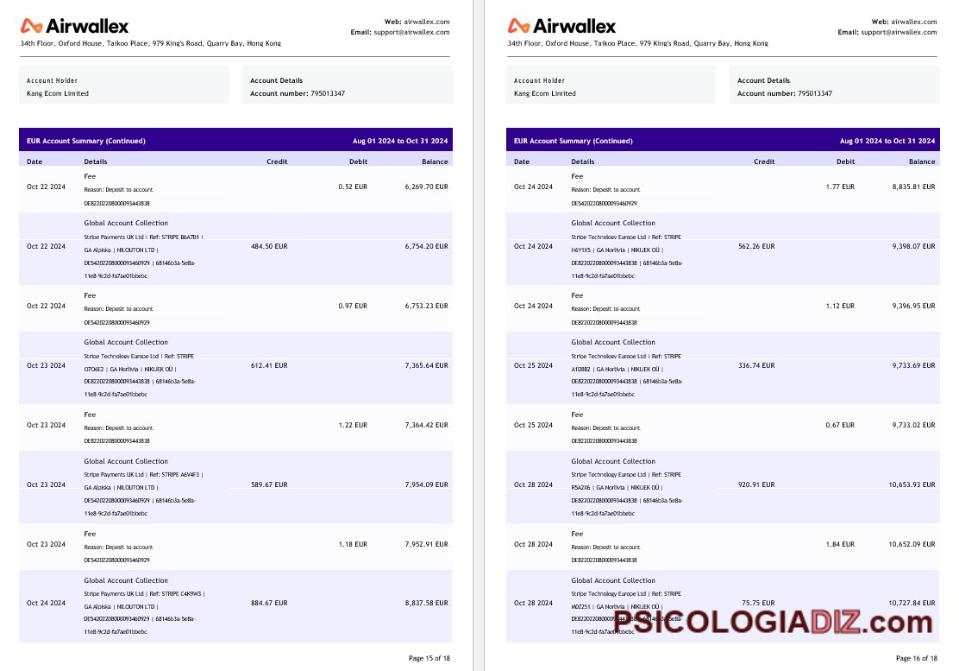 Airwallex
Web: airwallex.com
Email: support@airwallex.com
34th Floor, Oxford House, Taikoo Place, 979 King's Road, Quarry Bay, Hong Kong
Account Holder
Kang Ecom Limited
Account Details
Account number: 795013347
EUR Account Summary (Continued) Aug 01 2024 to Oct 31 2024
Date Details Credit Debit Balance
Fee
Oct 22 2024 Reason: Deposit to account 0.52 EUR 6,269.70 EUR
DE82202208000093443838
Global Account Collection
Stripe Payments UK Ltd | Ref: STRIPE B6A7D1 |
Oct 22 2024 GA Alpiska | NILOUTON LTD | 484.50 EUR 6,754.20 EUR
DE54202208000093460929 | 68146b3a-5e8a-
11e8-9c2d-fa7ae01bbebc
Fee
Oct 22 2024 Reason: Deposit to account 0.97 EUR 6,753.23 EUR
DE54202208000093460929
Global Account Collection
Stripe Technology Europe Ltd | Ref: STRIPE
Oct 23 2024 O7O6E2 | GA Norlivia | NIKUEK OÜ | 612.41 EUR 7,365.64 EUR
DE82202208000093443838 | 68146b3a-5e8a-
11e8-9c2d-fa7ae01bbebc
Fee
Oct 23 2024 Reason: Deposit to account 1.22 EUR 7,364.42 EUR
DE82202208000093443838
Global Account Collection
Stripe Payments UK Ltd | Ref: STRIPE A6V4F3 |
Oct 23 2024 GA Alpiska | NILOUTON LTD | 589.67 EUR 7,954.09 EUR
DE54202208000093460929 | 68146b3a-5e8a-
11e8-9c2d-fa7ae01bbebc
Fee
Oct 23 2024 Reason: Deposit to account 1.18 EUR 7,952.91 EUR
DE54202208000093460929
Global Account Collection
Stripe Payments UK Ltd | Ref: STRIPE C4K9W3 |
Oct 24 2024 GA Alpiska | NILOUTON LTD | 884.67 EUR 8,837.58 EUR
DE54202208000093460929 | 68146b3a-5e8a-
11e8-9c2d-fa7ae01bbebc
Page 15 of 18
Airwallex
Web: airwallex.com
Email: support@airwallex.com
34th Floor, Oxford House, Taikoo Place, 979 King's Road, Quarry Bay, Hong Kong
Account Holder
Kang Ecom Limited
Account Details
Account number: 795013347
EUR Account Summary (Continued) Aug 01 2024 to Oct 31 2024
Date Details Credit Debit Balance
Fee
Oct 24 2024 Reason: Deposit to account 1.77 EUR 8,835.81 EUR
DE54202208000093460929
Global Account Collection
Stripe Technology Europe Ltd | Ref: STRIPE
Oct 24 2024 H6Y1X5 | GA Norlivia | NIKUEK OÜ | 562.26 EUR 9,398.07 EUR
DE82202208000093443838 | 68146b3a-5e8a-
11e8-9c2d-fa7ae01bbebc
Fee
Oct 24 2024 Reason: Deposit to account 1.12 EUR 9,396.95 EUR
DE82202208000093443838
Global Account Collection
Stripe Technology Europe Ltd | Ref: STRIPE
Oct 25 2024 A1D8B2 | GA Norlivia | NIKUEK OÜ | 336.74 EUR 9,733.69 EUR
DE82202208000093443838 | 68146b3a-5e8a-
11e8-9c2d-fa7ae01bbebc
Fee
Oct 25 2024 Reason: Deposit to account 0.67 EUR 9,733.02 EUR
DE82202208000093443838
Global Account Collection
Stripe Technology Europe Ltd | Ref: STRIPE
Oct 28 2024 R5A2X6 | GA Norlivia | NIKUEK OÜ | 920.91 EUR 10,653.93 EUR
DE82202208000093443838 | 68146b3a-5e8a-
11e8-9c2d-fa7ae01bbebc
Fee
Oct 28 2024 Reason: Deposit to account 1.84 EUR 10,652.09 EUR
DE82202208000093443838
Global Account Collection
Stripe Technology Europe Ltd | Ref: STRIPE
Oct 28 2024 GA Norlivia | NIKUEK OÜ | 75.75 EUR 10,727.84 EUR
11e8-9c2d-fa7ae01bbebc
PSICOLOGIADIZ.com
Page 16 of 18